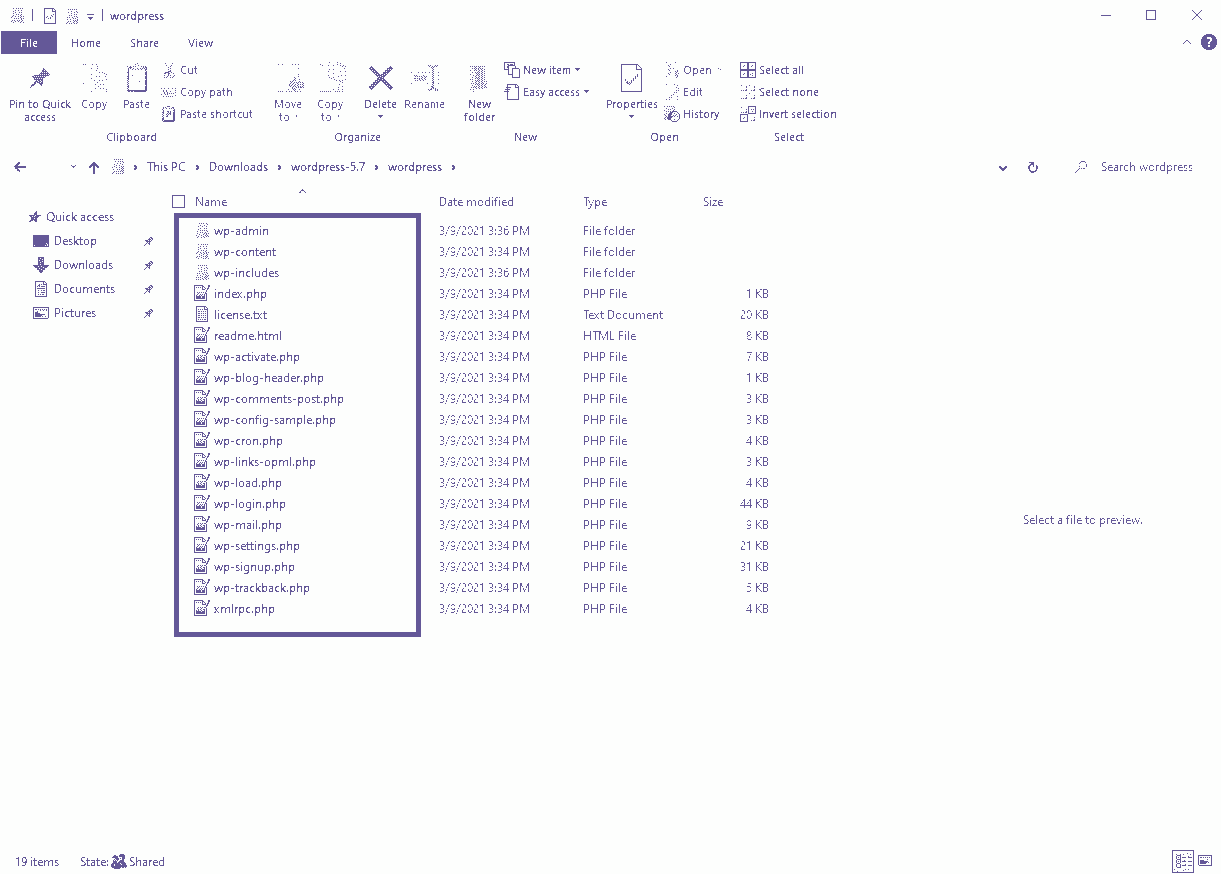 wordpress
File Home Share View
Pin to Quick access
Copy
Paste
Cut
Copy path
Paste shortcut
Clipboard
Move to
Copy to
Delete
Rename
Organize
New folder
New item
Easy access
New
Properties
Open
Edit
History
Open
Select all
Select none
Invert selection
Select
This PC › Downloads › wordpress-5.7 › wordpress ›
Search wordpress
Quick access
Desktop
Downloads
Documents
Pictures
Name Date modified Type Size
wp-admin 3/9/2021 3:36 PM File folder
wp-content 3/9/2021 3:34 PM File folder
wp-includes 3/9/2021 3:36 PM File folder
index.php 3/9/2021 3:34 PM PHP File 1 KB
license.txt 3/9/2021 3:34 PM Text Document 20 KB
readme.html 3/9/2021 3:34 PM HTML File 8 KB
wp-activate.php 3/9/2021 3:34 PM PHP File 7 KB
wp-blog-header.php 3/9/2021 3:34 PM PHP File 1 KB
wp-comments-post.php 3/9/2021 3:34 PM PHP File 3 KB
wp-config-sample.php 3/9/2021 3:34 PM PHP File 3 KB
wp-cron.php 3/9/2021 3:34 PM PHP File 4 KB
wp-links-opml.php 3/9/2021 3:34 PM PHP File 3 KB
wp-load.php 3/9/2021 3:34 PM PHP File 4 KB
wp-login.php 3/9/2021 3:34 PM PHP File 44 KB
wp-mail.php 3/9/2021 3:34 PM PHP File 9 KB
wp-settings.php 3/9/2021 3:34 PM PHP File 21 KB
wp-signup.php 3/9/2021 3:34 PM PHP File 31 KB
wp-trackback.php 3/9/2021 3:34 PM PHP File 5 KB
xmlrpc.php 3/9/2021 3:34 PM PHP File 4 KB
Select a file to preview.
19 items State: Shared